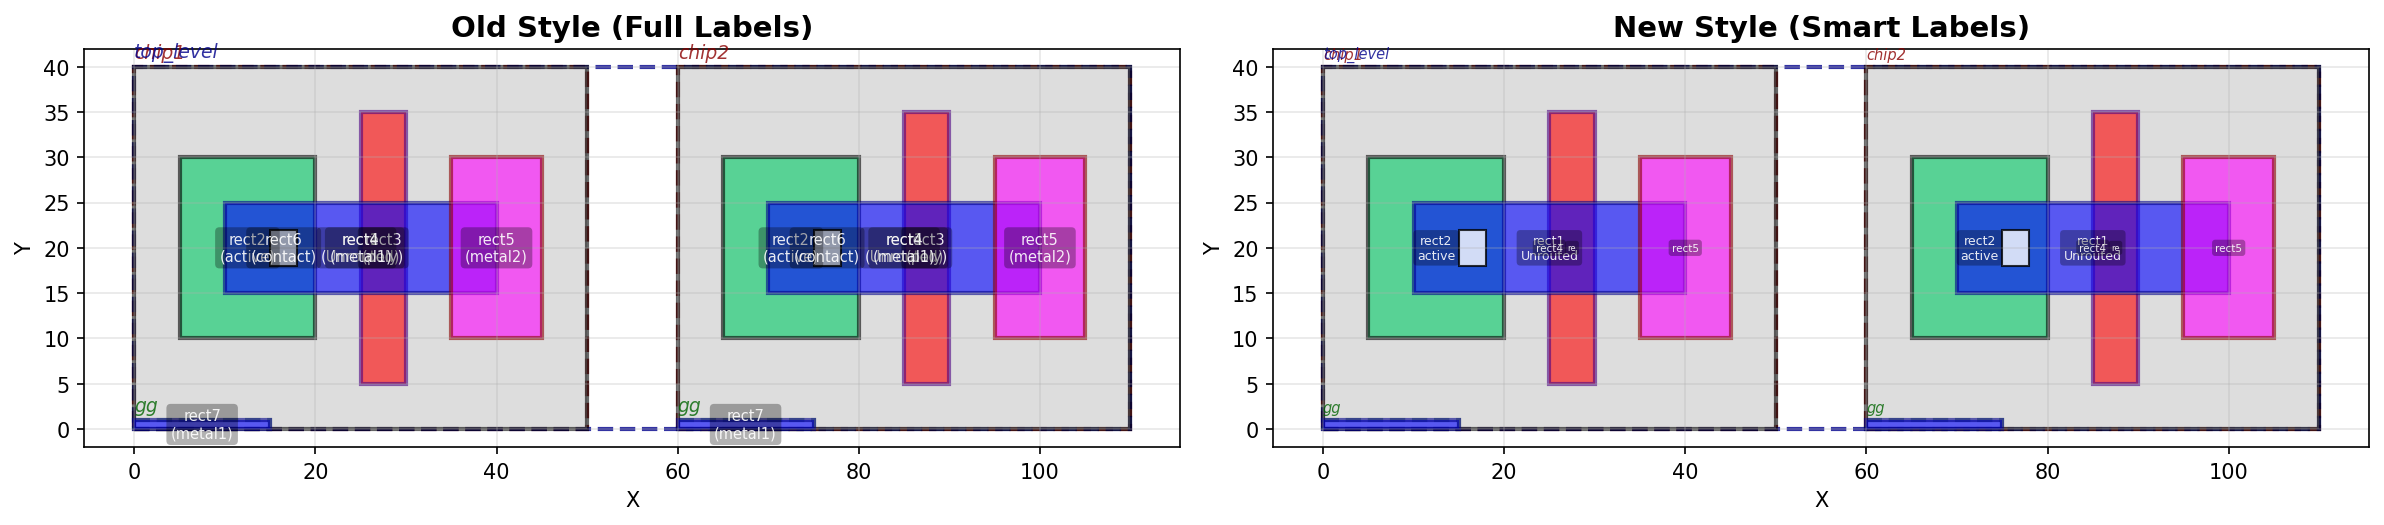 Old Style (Full Labels)
top_level
chip1
chip2
40
35
30
25
20
15
10
5
0
Y
rect2
(active)
rect6
(contact)
rect4
(metal1)
rect3
rect5
(metal2)
rect2
rect6
(contact)
rect4
(metal1)
rect3
rect5
(metal2)
gg
rect7
(metal1)
gg
rect7
(metal1)
0
20
40
60
80
100
X
New Style (Smart Labels)
top_level
chip1
chip2
40
35
30
25
20
15
10
5
0
Y
rect2
active
rect1
rect4
re
Unrouted
rect5
rect2
active
rect1
rect4
re
Unrouted
rect5
gg
gg
0
20
40
60
80
100
X